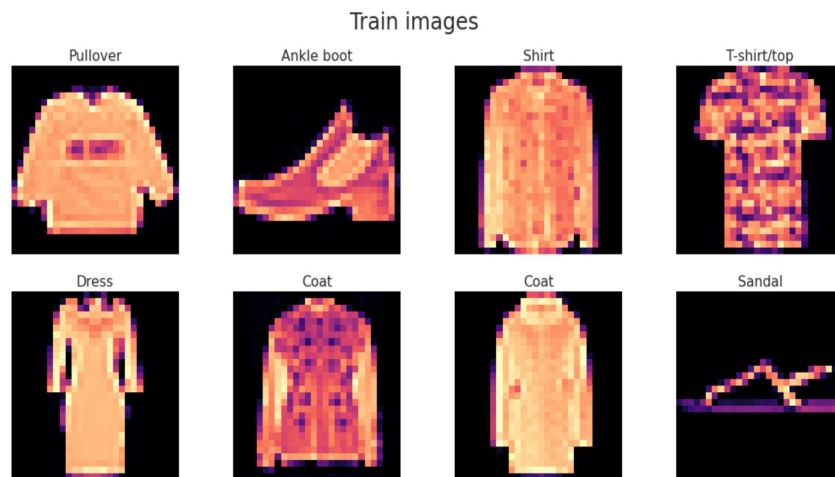 Train images
Pullover
Ankle boot
Shirt
T-shirt/top
Dress
Coat
Coat
Sandal